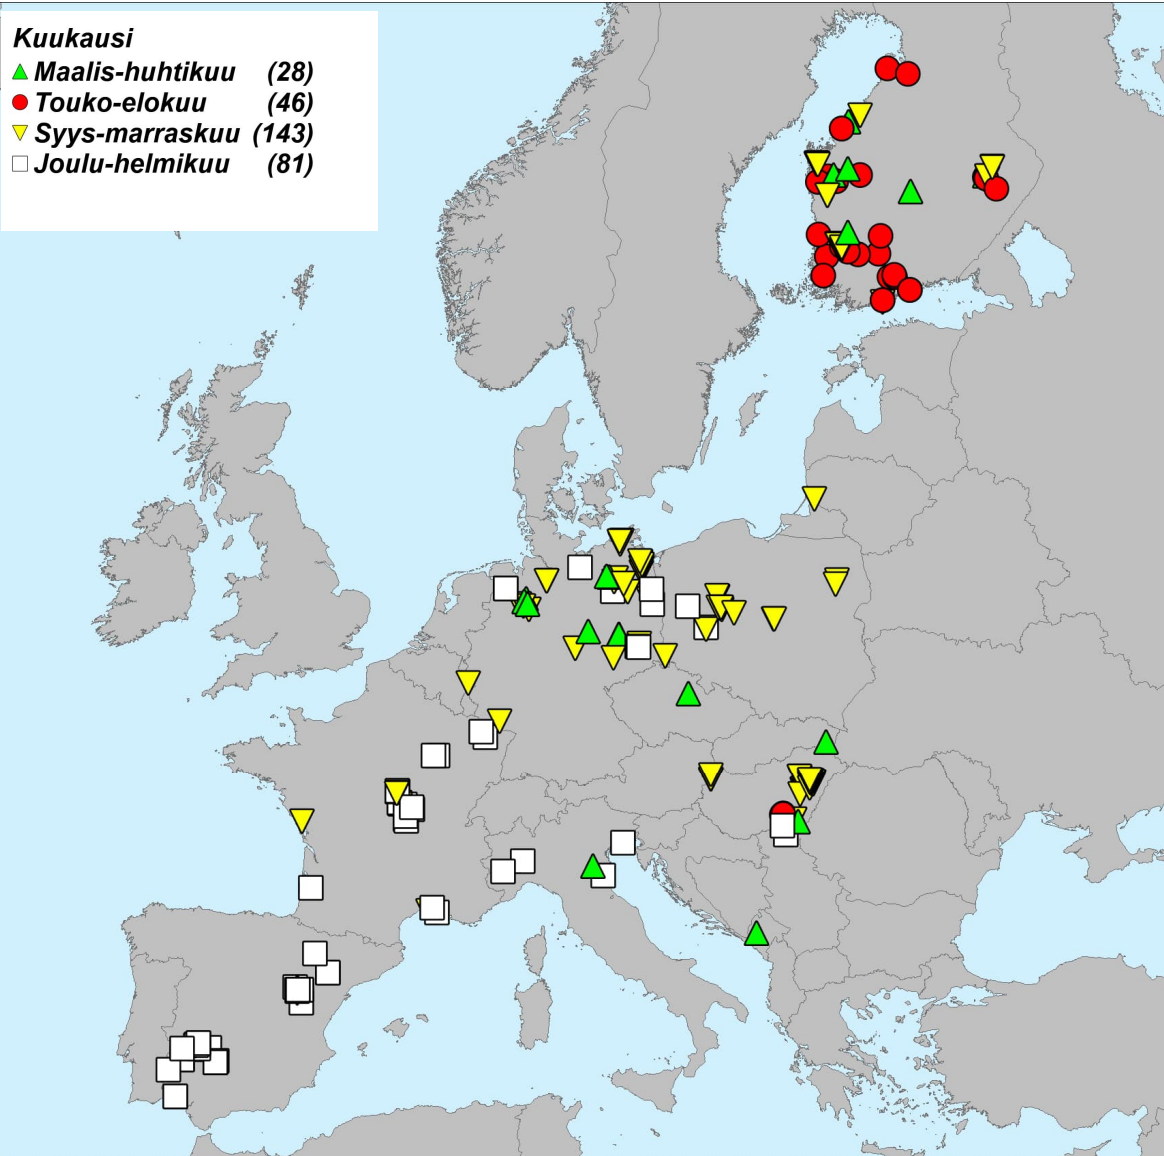 Kuukausi
Maalis-huhtikuu (28)
Touko-elokuu (46)
Syys-marraskuu (143)
Joulu-helmikuu (81)